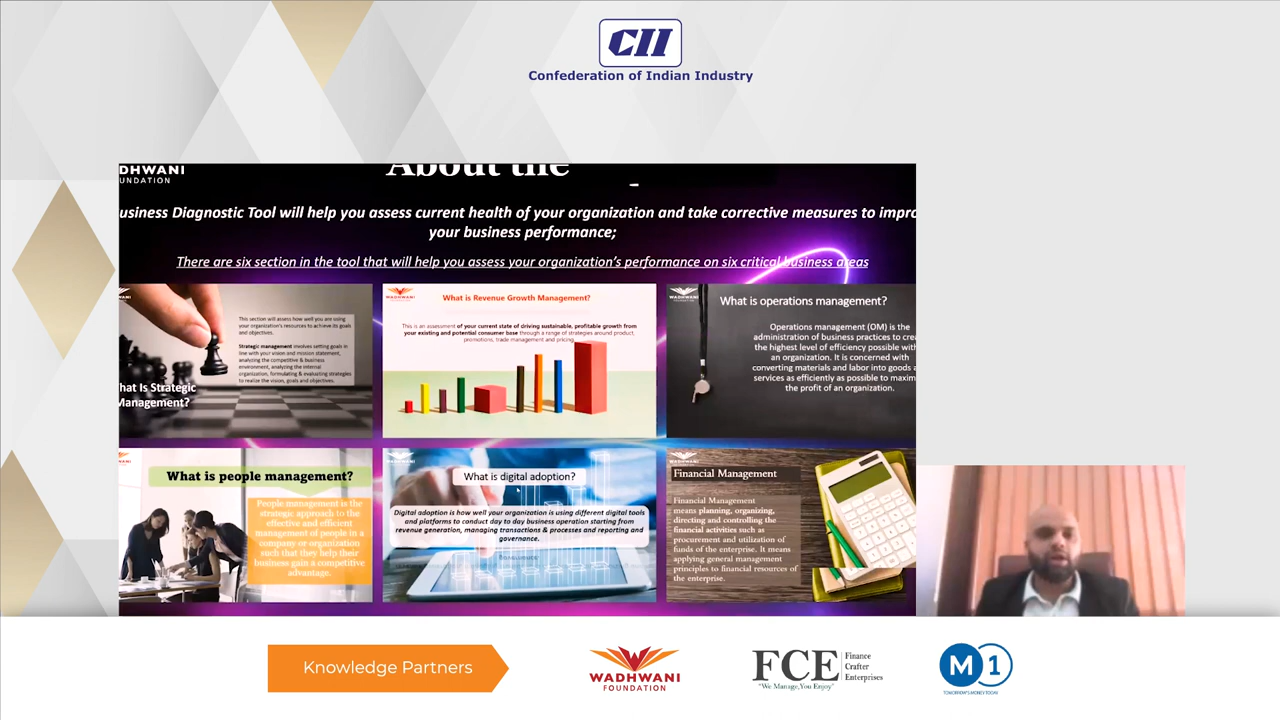 CII
Confederation of Indian Industry
DHWANI
UNDATION
About the
usiness Diagnostic Tool will help you assess current health of your organization and take corrective measures to impro
your business performance;
There are six section in the tool that will help you assess your organization's performance on six critical business areas
hat Is Strategic
Management?
This section will assess how well you are using
your organization's resources to achieve its goals
and objectives.
Strategic management involves setting goals in
line with your vision and mission statement,
analyzing the competitive & business
environment, analyzing the internal
organization, formulating & evaluating strategies
to realize the vision, goals and objectives.
WADHWANI
What is Revenue Growth Management?
This is an assessment of your current state of driving sustainable, profitable growth from
your existing and potential consumer base through a range of strategies around product,
promotions, trade management and pricing.
WADHWANI
What is operations management?
Operations management (OM) is the
administration of business practices to crea
the highest level of efficiency possible with
an organization. It is concerned with
converting materials and labor into goods a
services as efficiently as possible to maxim
the profit of an organization.
What is people management?
People management is the
strategic approach to the
effective and efficient
management of people in a
company or organization
such that they help their
business gain a competitive
advantage.
What is digital adoption?
Digital adoption is how well your organization is using different digital tools
and platforms to conduct day to day business operation starting from
revenue generation, managing transactions & processes and reporting and
governance.
Financial Management
Financial Management
means planning, organizing,
directing and controlling the
financial activities such as
procurement and utilization of
funds of the enterprise. It means
applying general management
principles to financial resources of
the enterprise.
Knowledge Partners
WADHWANI
FOUNDATION
FCE
Finance
Crafter
Enterprises
"We Manage,You Enjoy"
M1
TOMORROW'S MONEY TODAY